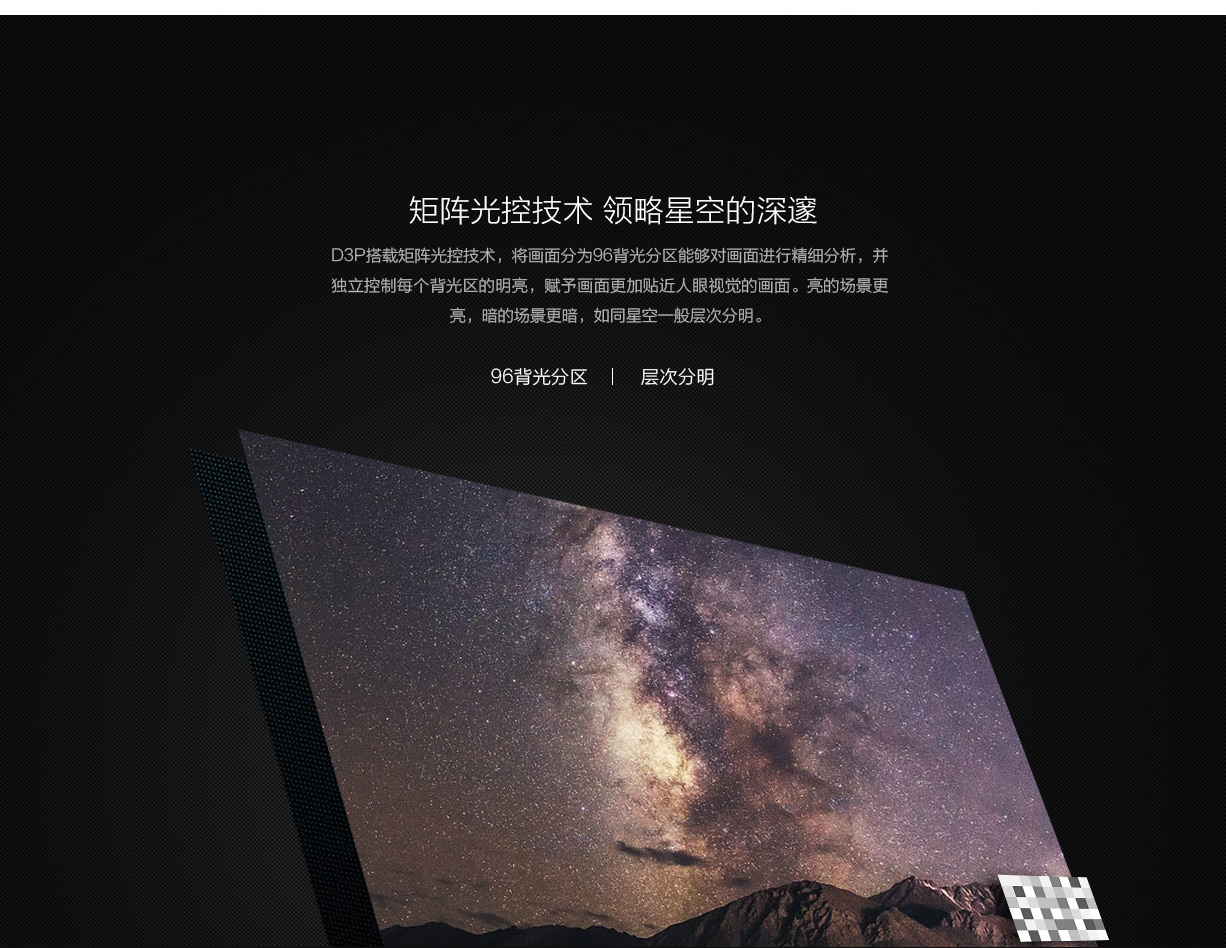 矩阵光控技术 领略星空的深邃
D3P搭载矩阵光控技术，将画面分为96背光分区能够对画面进行精细分析，并
独立控制每个背光区的明亮，赋予画面更加贴近人眼视觉的画面。亮的场景更
亮，暗的场景更暗，如同星空一般层次分明。
96背光分区 | 层次分明